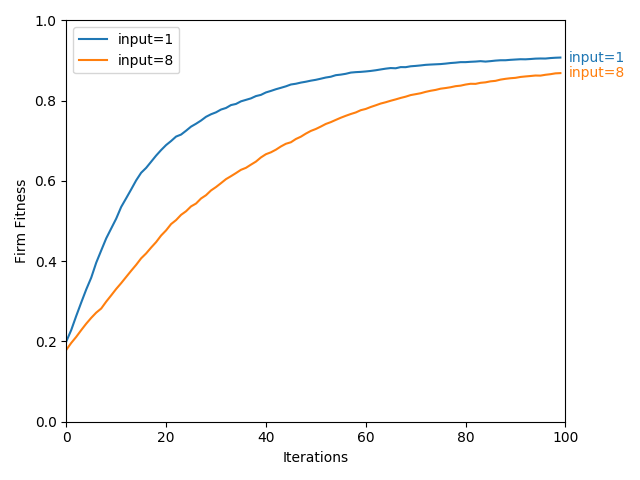 1.0
input=1
input=8
input=1
input=8
0.8
0.6
Firm Fitness
0.4
0.2
0.0
0 20 40 60 80 100
Iterations